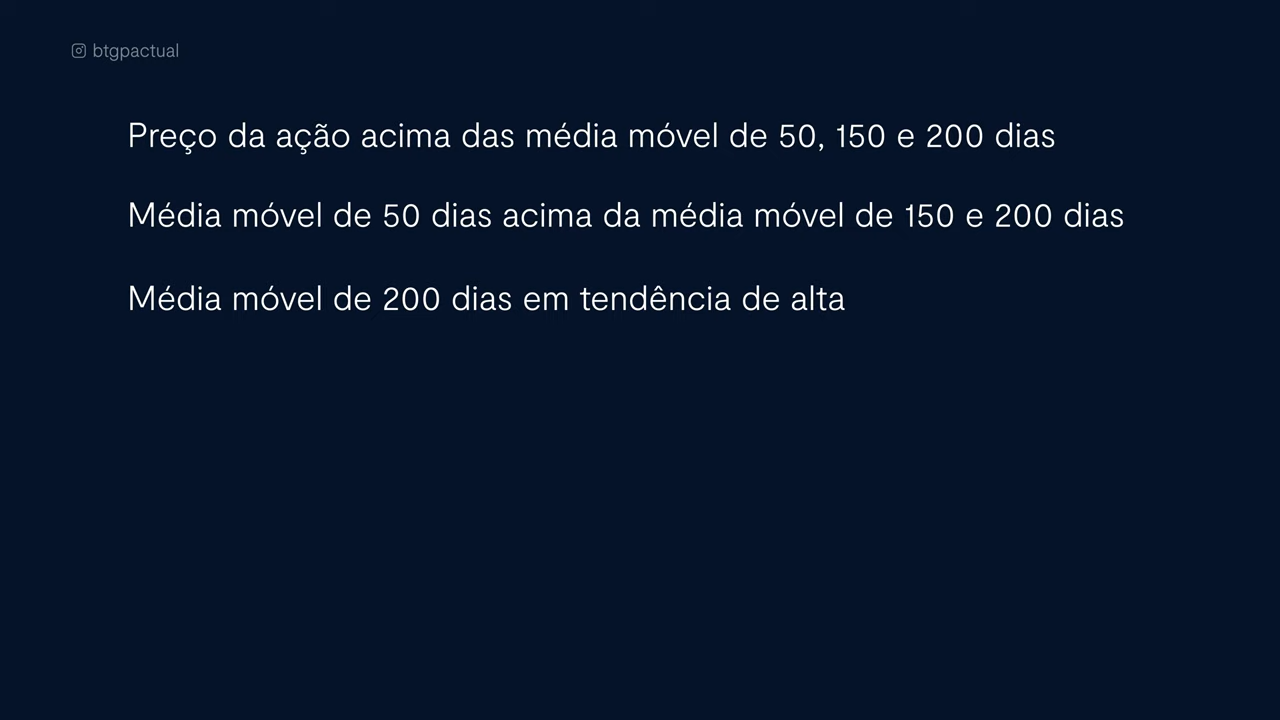 btgpactual
Preço da ação acima das média móvel de 50, 150 e 200 dias
Média móvel de 50 dias acima da média móvel de 150 e 200 dias
Média móvel de 200 dias em tendência de alta